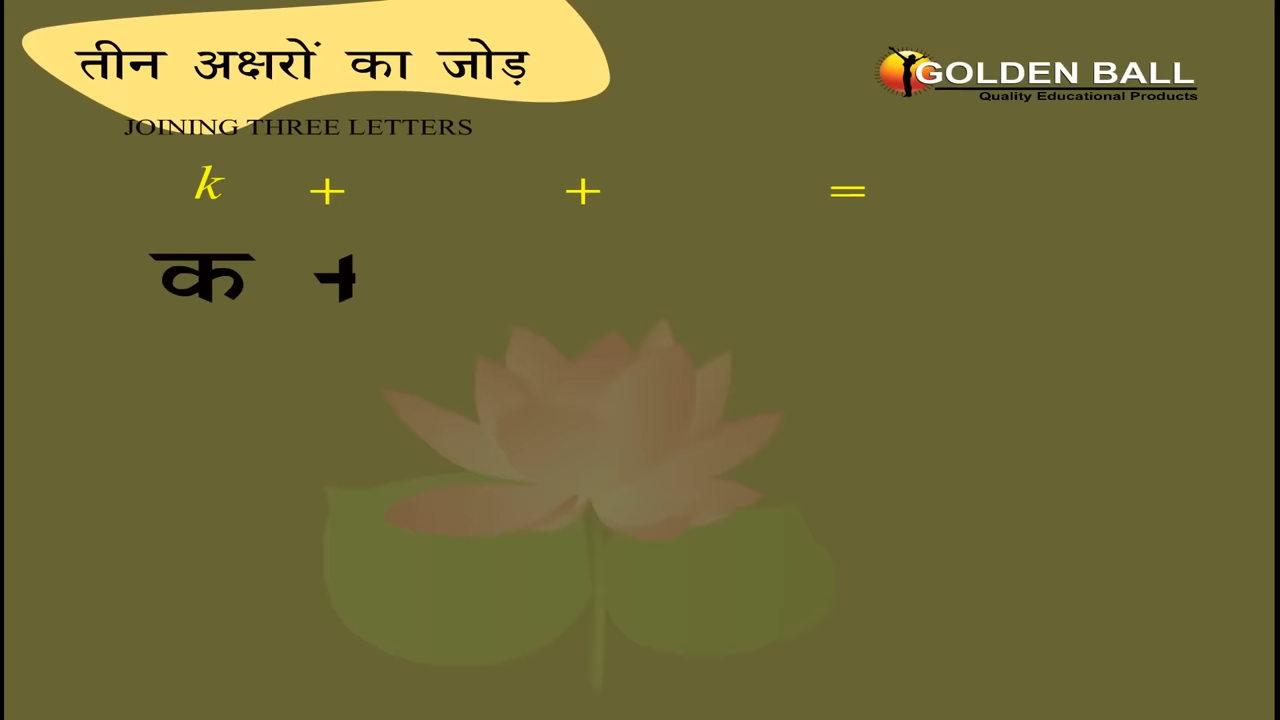 तीन अक्षरों का जोड़
GOLDEN BALL
Quality Educational Products
JOINING THREE LETTERS
k + + =
क +